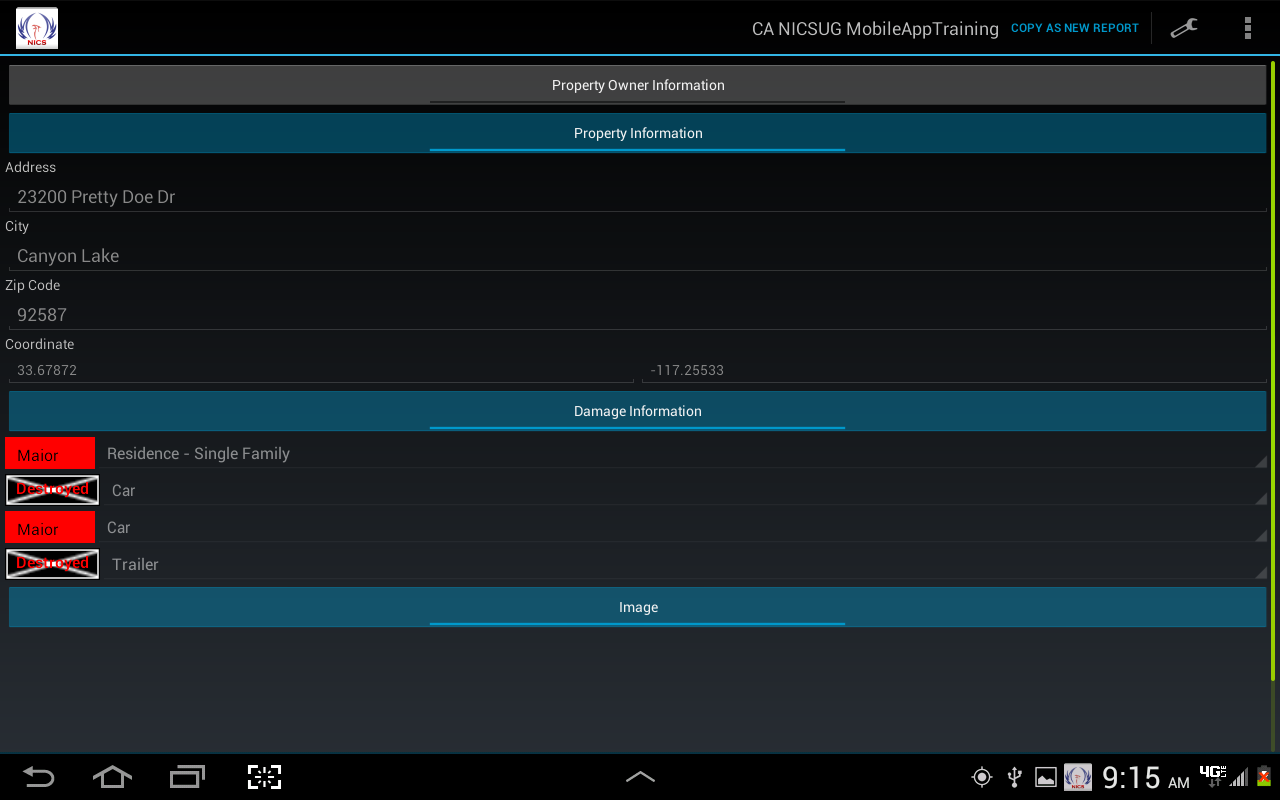 NICS
CA NICSUG MobileAppTraining COPY AS NEW REPORT
Property Owner Information
Property Information
Address
23200 Pretty Doe Dr
City
Canyon Lake
Zip Code
92587
Coordinate
33.67872 -117.25533
Damage Information
Major Residence - Single Family
Destroyed Car
Major Car
Destroyed Trailer
Image
NICS 9:15 AM 4G LTE